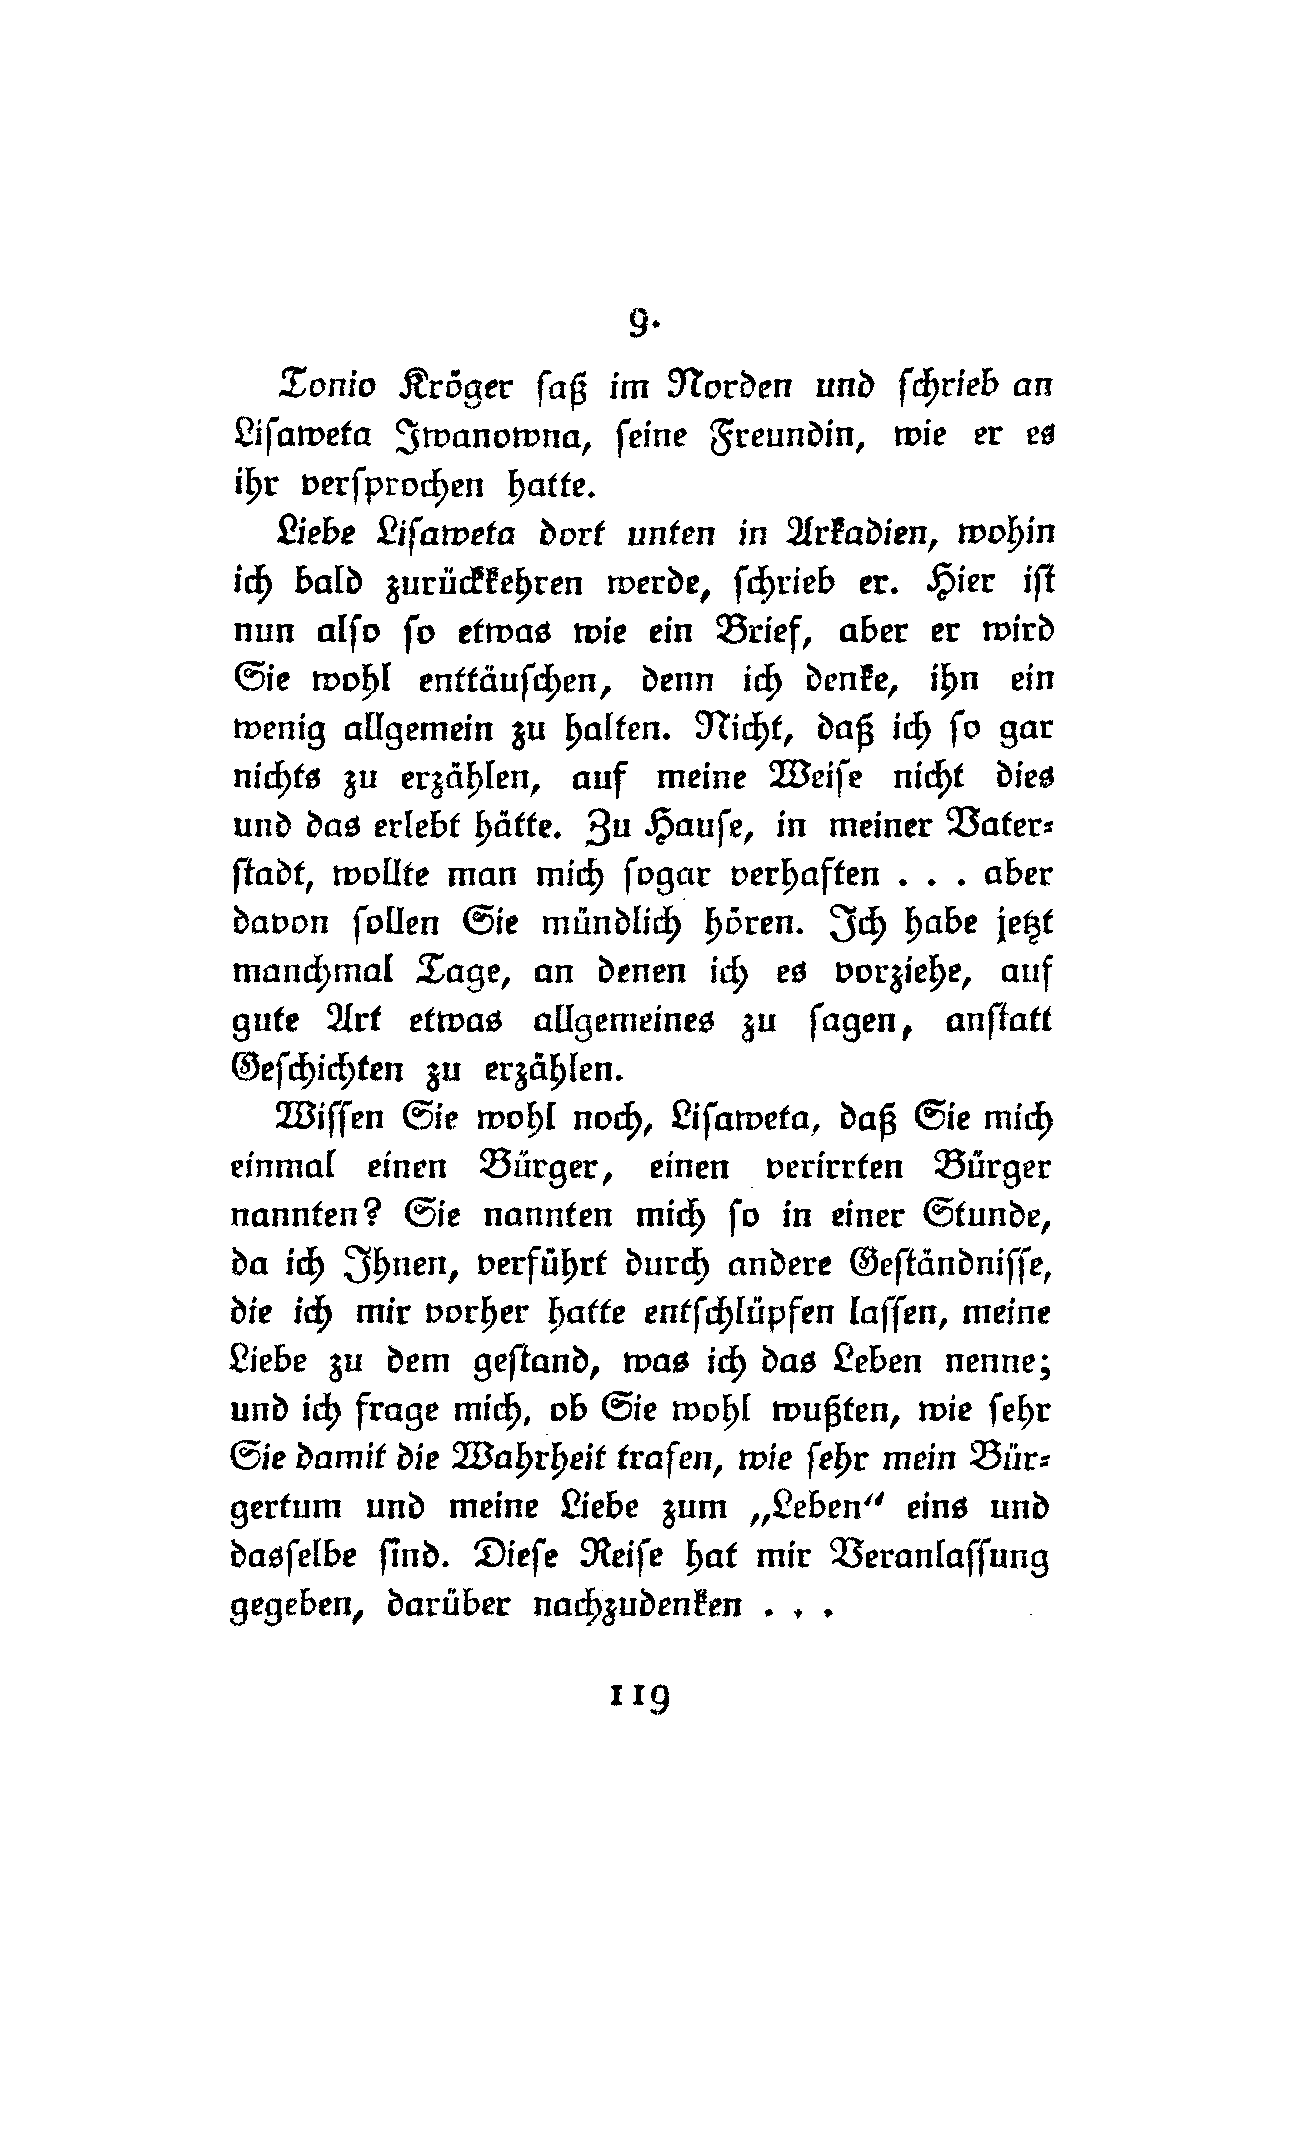 9.
Tonio Kröger saß im Norden und schrieb an
Lisaweta Iwanowna, seine Freundin, wie er es
ihr versprochen hatte.
Liebe Lisaweta dort unten in Arkadien, wohin
ich bald zurückkehren werde, schrieb er. Hier ist
nun also so etwas wie ein Brief, aber er wird
Sie wohl enttäuschen, denn ich denke, ihn ein
wenig allgemein zu halten. Nicht, daß ich so gar
nichts zu erzählen, auf meine Weise nicht dies
und das erlebt hätte. Zu Hause, in meiner Vater-
stadt, wollte man mich sogar verhaften . . . aber
davon sollen Sie mündlich hören. Ich habe jetzt
manchmal Tage, an denen ich es vorziehe, auf
gute Art etwas allgemeines zu sagen, anstatt
Geschichten zu erzählen.
Wissen Sie wohl noch, Lisaweta, daß Sie mich
einmal einen Bürger, einen verirrten Bürger
nannten? Sie nannten mich so in einer Stunde,
da ich Ihnen, verführt durch andere Geständnisse,
die ich mir vorher hatte entschlüpfen lassen, meine
Liebe zu dem gestand, was ich das Leben nenne;
und ich frage mich, ob Sie wohl wußten, wie sehr
Sie damit die Wahrheit trafen, wie sehr mein Bür-
gertum und meine Liebe zum „Leben“ eins und
dasselbe sind. Diese Reise hat mir Veranlassung
gegeben, darüber nachzudenken . . .
119